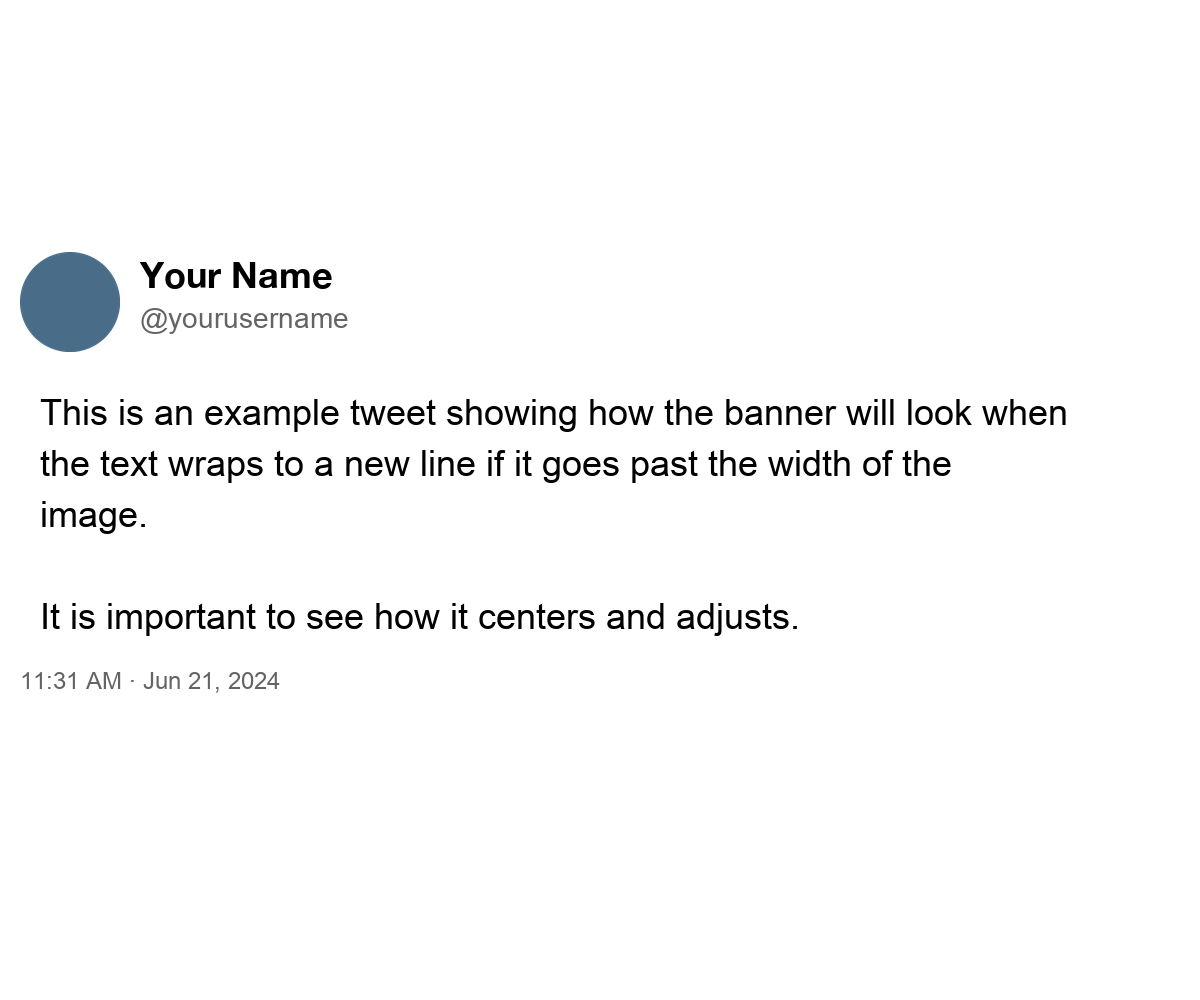 Your Name
@yourusername
This is an example tweet showing how the banner will look when
the text wraps to a new line if it goes past the width of the
image.
It is important to see how it centers and adjusts.
11:31 AM · Jun 21, 2024